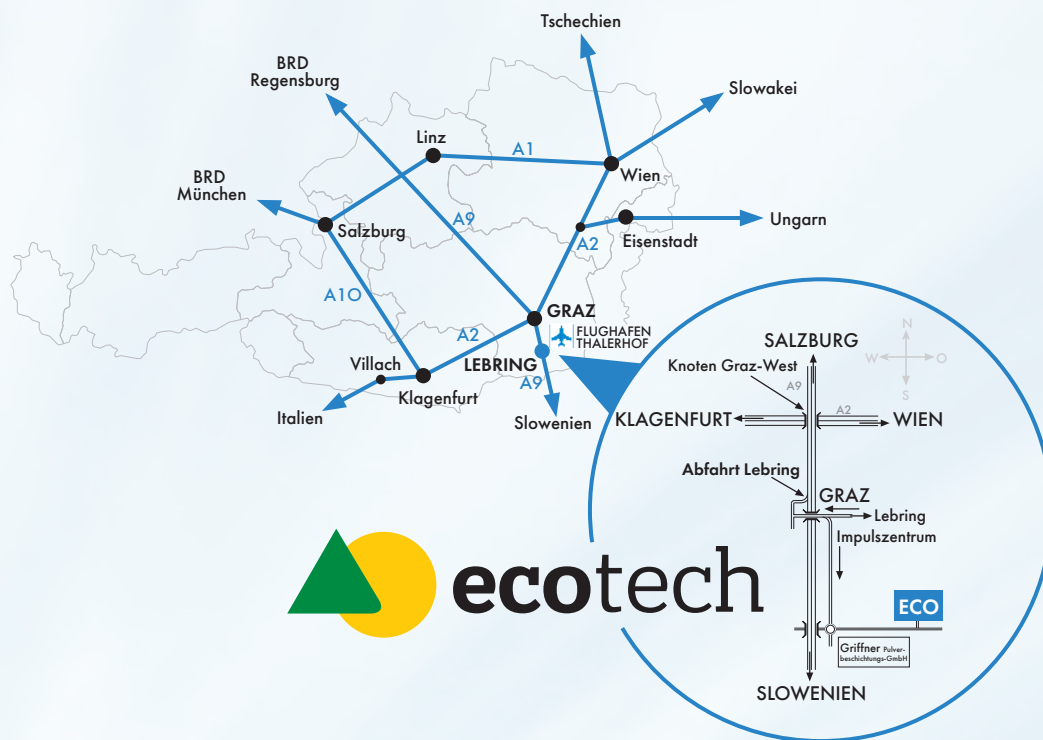 Tschechien
BRD
Regensburg
Slowakei
Linz
A1
Wien
BRD
München
A9
Salzburg
A2
Eisenstadt
Ungarn
A10
GRAZ
FLUGHAFEN
THALERHOF
A2
LEBRING
Villach
A9
Klagenfurt
Italien
Slowenien
SALZBURG
N
W
O
S
Knoten Graz-West
A9
A2
KLAGENFURT
WIEN
Abfahrt Lebring
GRAZ
Lebring
Impulszentrum
ecotech
ECO
Griffner Pulver-
beschichtungs-GmbH
SLOWENIEN